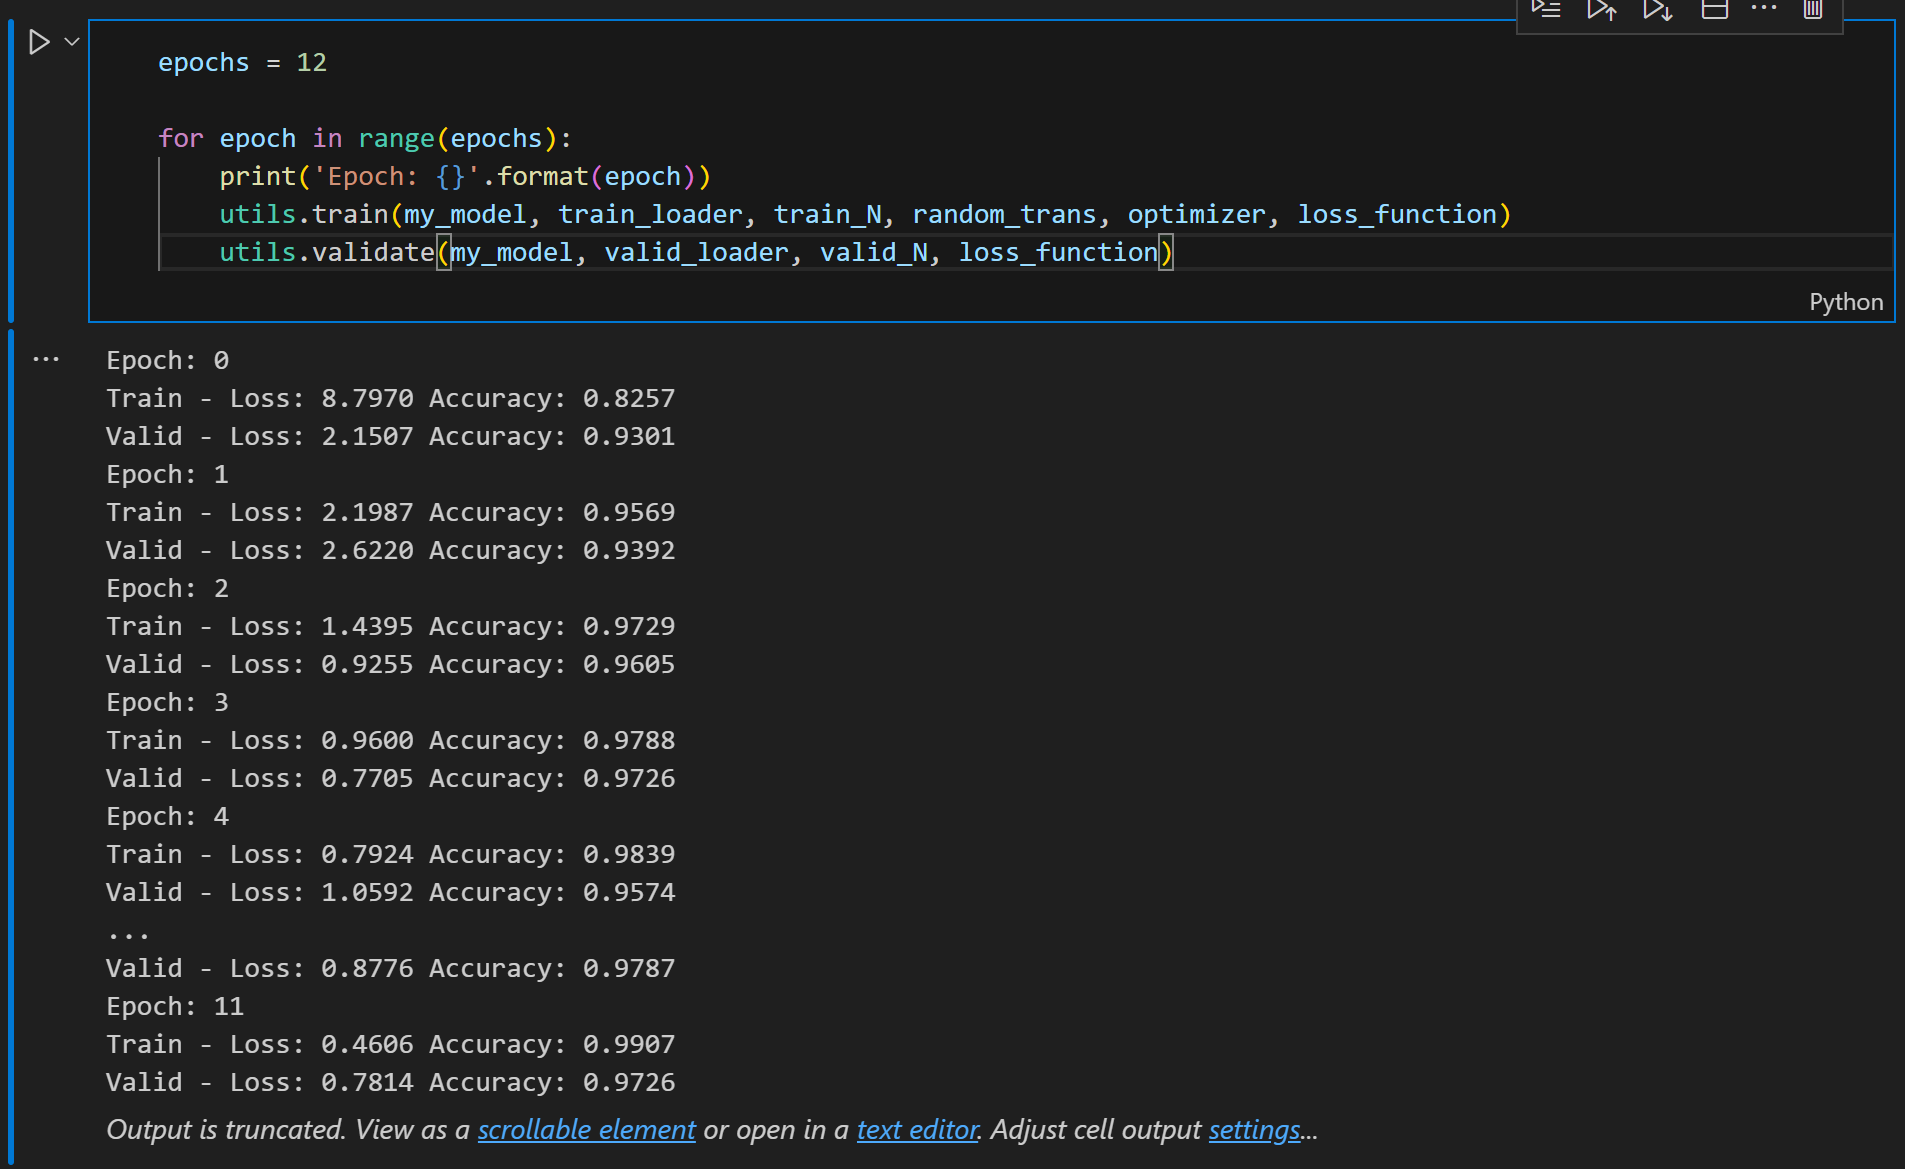 epochs = 12
for epoch in range(epochs):
    print('Epoch: {}'.format(epoch))
    utils.train(my_model, train_loader, train_N, random_trans, optimizer, loss_function)
    utils.validate(my_model, valid_loader, valid_N, loss_function)
Python
Epoch: 0
Train - Loss: 8.7970 Accuracy: 0.8257
Valid - Loss: 2.1507 Accuracy: 0.9301
Epoch: 1
Train - Loss: 2.1987 Accuracy: 0.9569
Valid - Loss: 2.6220 Accuracy: 0.9392
Epoch: 2
Train - Loss: 1.4395 Accuracy: 0.9729
Valid - Loss: 0.9255 Accuracy: 0.9605
Epoch: 3
Train - Loss: 0.9600 Accuracy: 0.9788
Valid - Loss: 0.7705 Accuracy: 0.9726
Epoch: 4
Train - Loss: 0.7924 Accuracy: 0.9839
Valid - Loss: 1.0592 Accuracy: 0.9574
...
Valid - Loss: 0.8776 Accuracy: 0.9787
Epoch: 11
Train - Loss: 0.4606 Accuracy: 0.9907
Valid - Loss: 0.7814 Accuracy: 0.9726
Output is truncated. View as a scrollable element or open in a text editor. Adjust cell output settings...